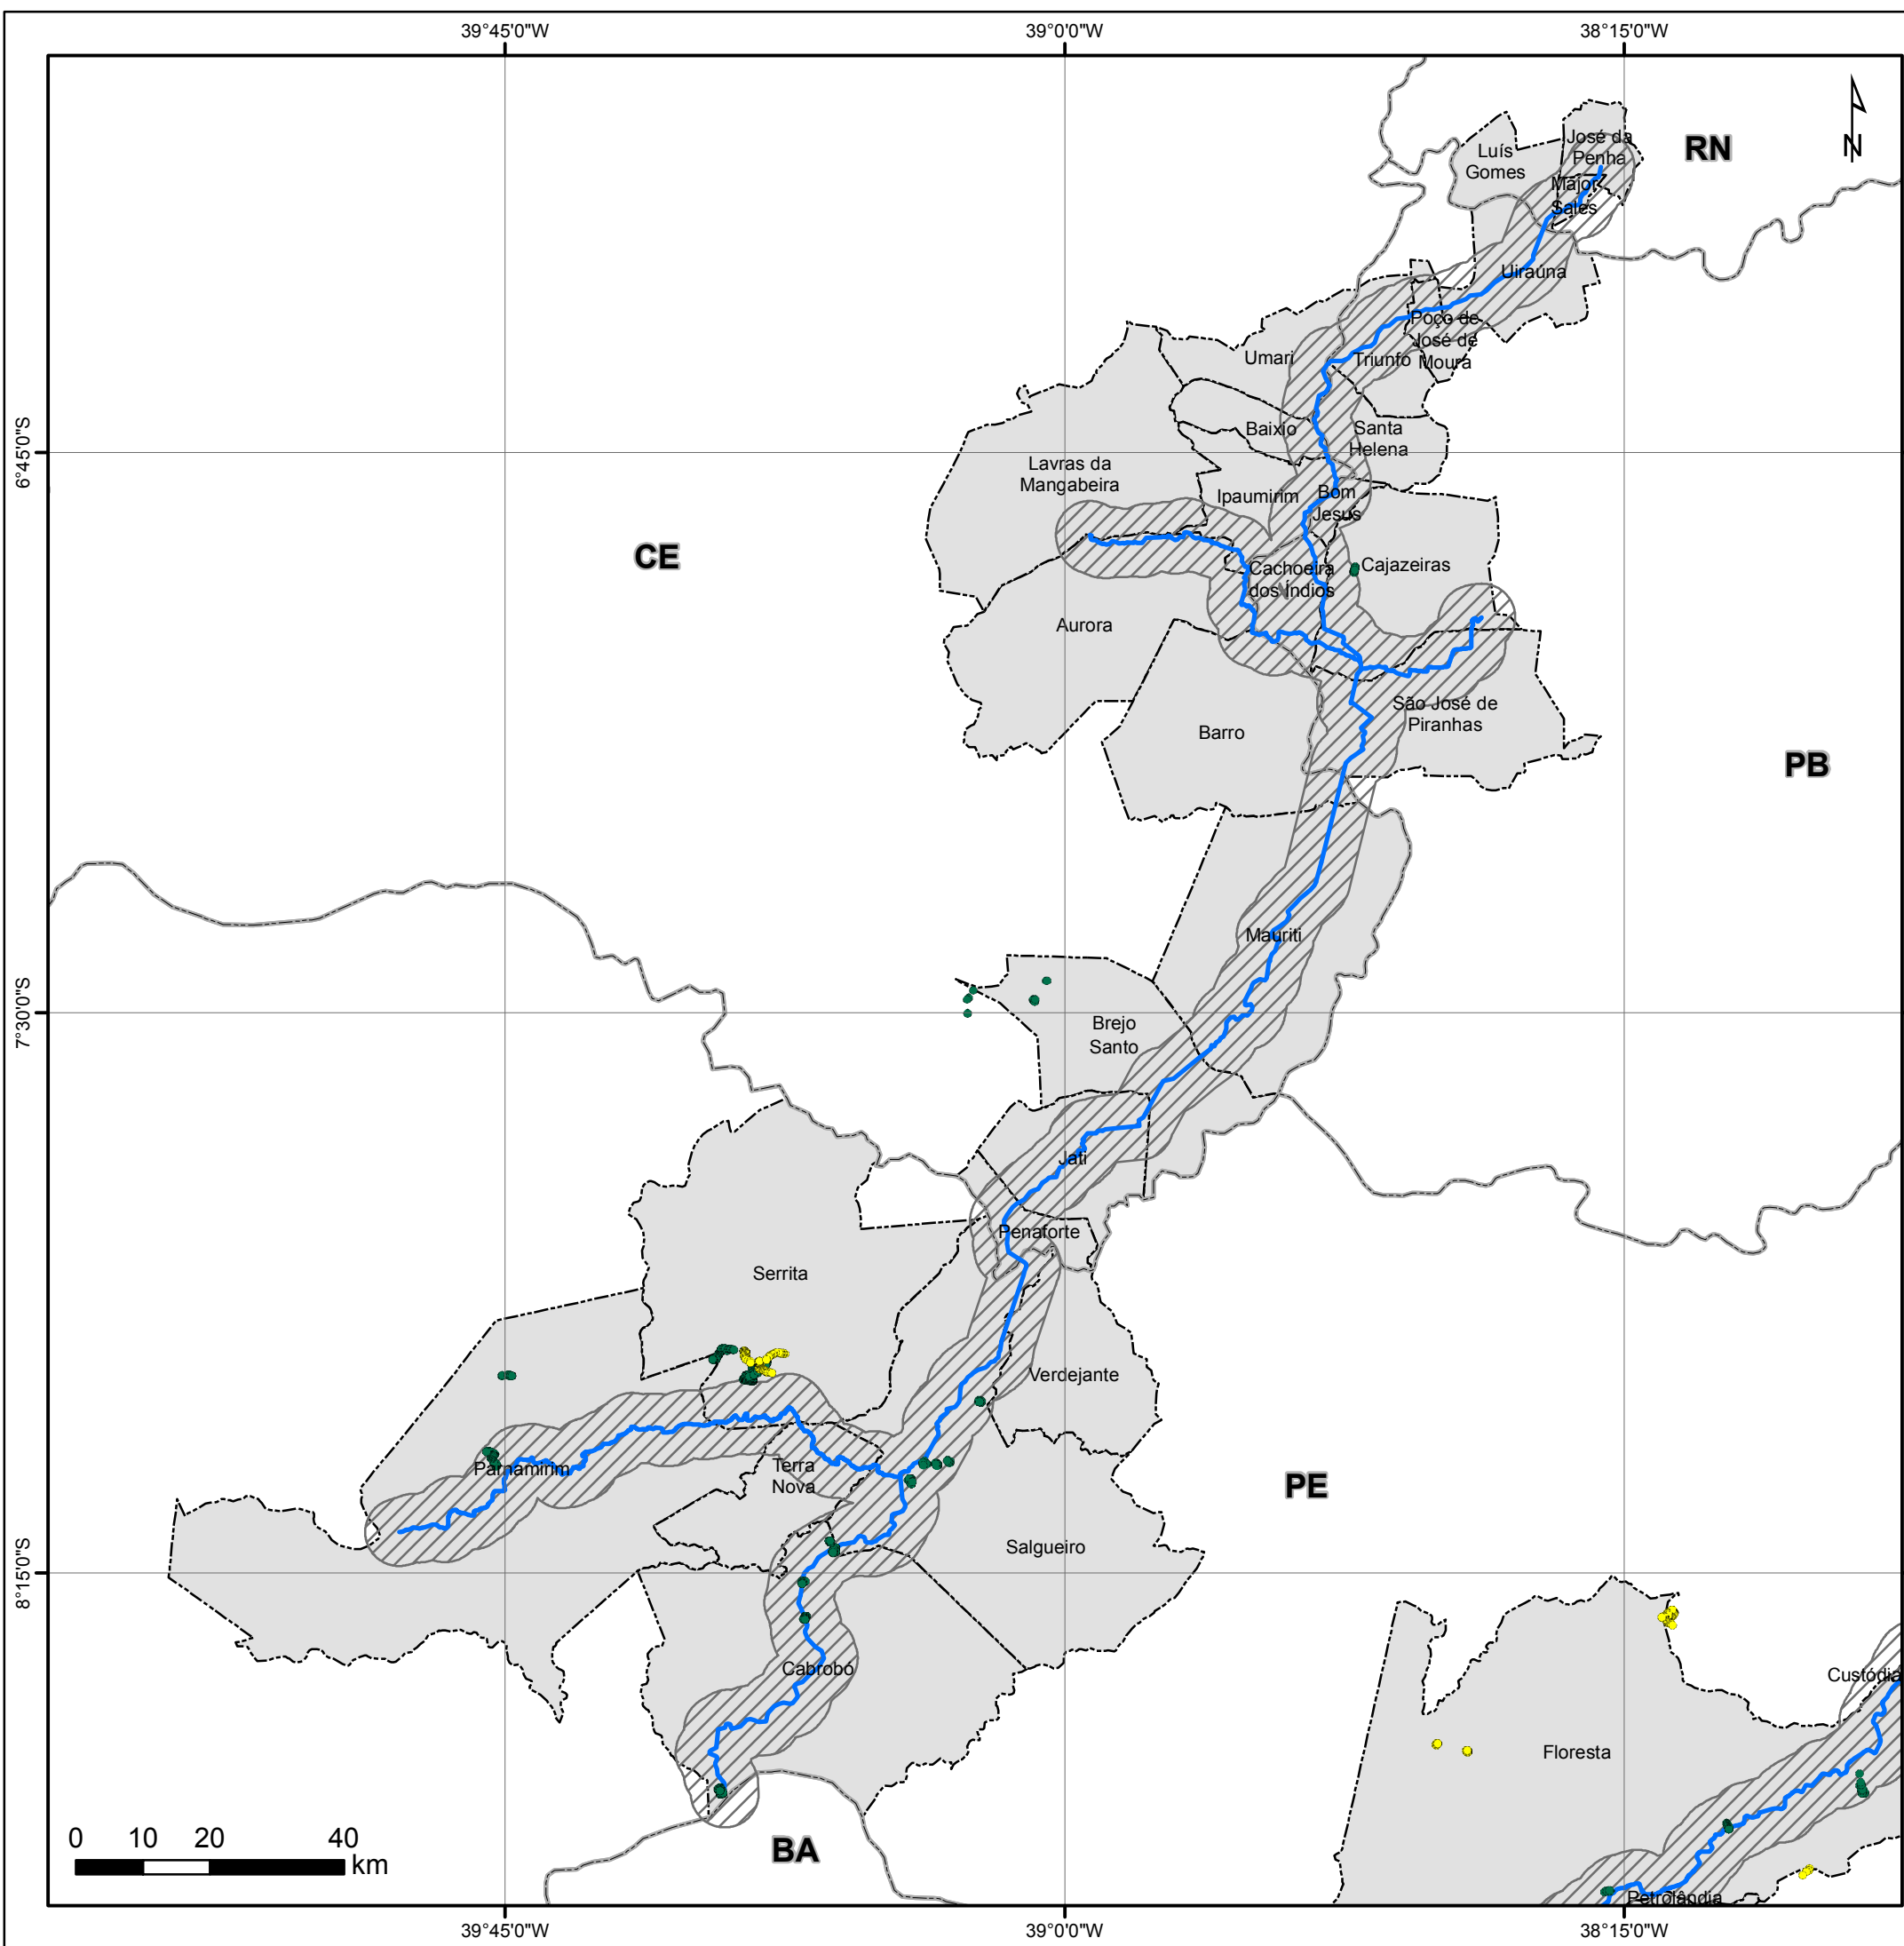 39°45'0"W
39°0'0"W
38°15'0"W
José da
Penha
RN
N
Luís
Gomes
Major
Sales
Uiraúna
Poço de
José de
Moura
Umari
Triunfo
Baixio
Santa
Helena
6°45'0"S
Lavras da
Mangabeira
Ipaumirim
Bom
Jesus
CE
Cachoeira
dos Índios
Cajazeiras
Aurora
São José de
Piranhas
Barro
PB
Mauriti
7°30'0"S
Brejo
Santo
Jati
Penaforte
Serrita
Verdejante
Parnamirim
Terra
Nova
PE
Salgueiro
8°15'0"S
Cabrobó
Custódia
Floresta
0 10 20 40
km
BA
Petrolândia
39°45'0"W
39°0'0"W
38°15'0"W